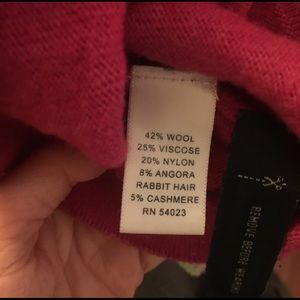 42% WOOL
25% VISCOSE
20% NYLON
8% ANGORA
RABBIT HAIR
5% CASHMERE
RN 54023
REMOVE BEFORE WEARING